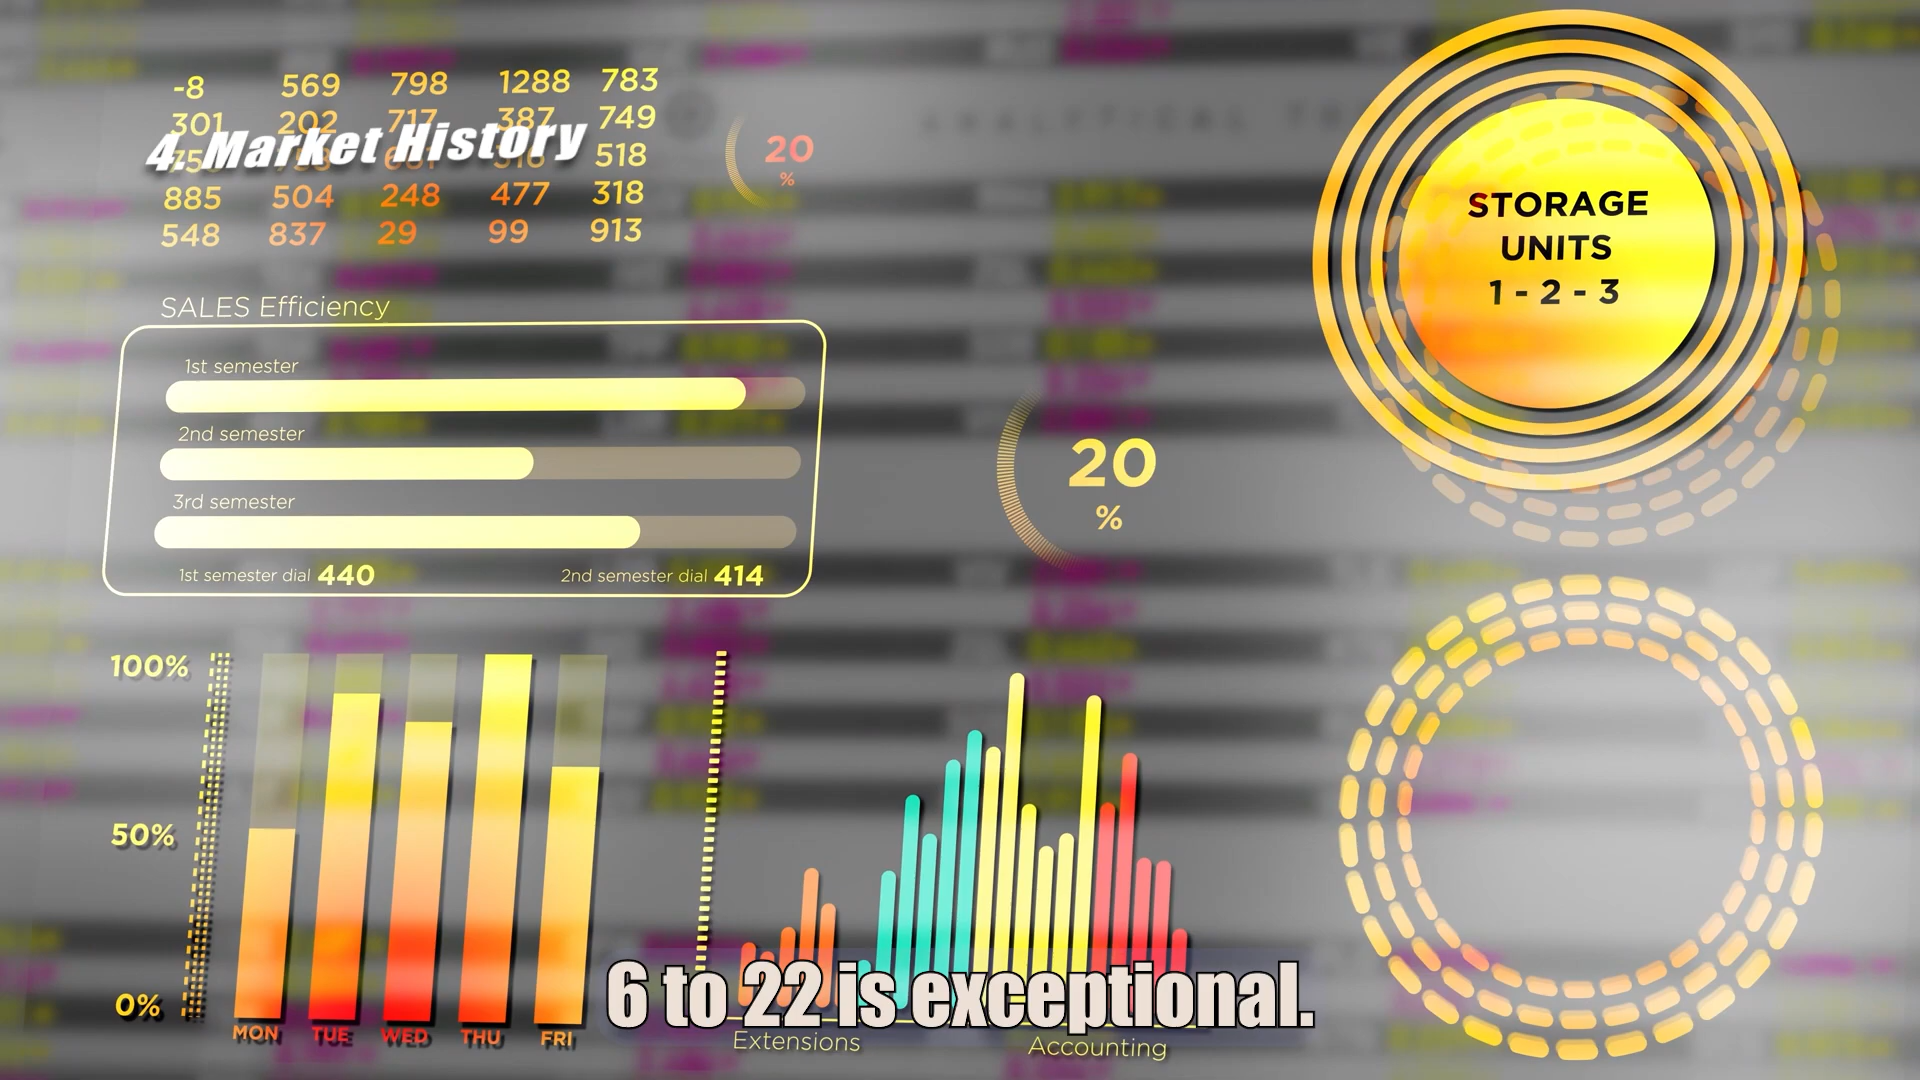 -8 569 798 1288 783
301 202 717 387 749
4. Market History
518
885 504 248 477 318
548 837 29 99 913
20
%
STORAGE
UNITS
1 - 2 - 3
SALES Efficiency
1st semester
2nd semester
3rd semester
1st semester dial 440 2nd semester dial 414
20
%
100%
50%
0%
MON TUE WED THU FRI
6 to 22 is exceptional.
Extensions Accounting